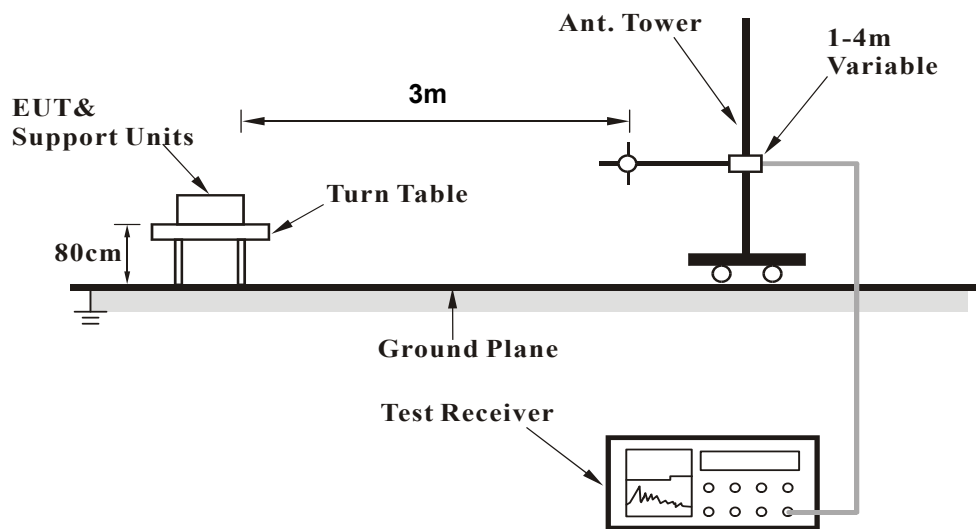 Ant. Tower
1-4m
Variable
3m
EUT&
Support Units
Turn Table
80cm
Ground Plane
Test Receiver